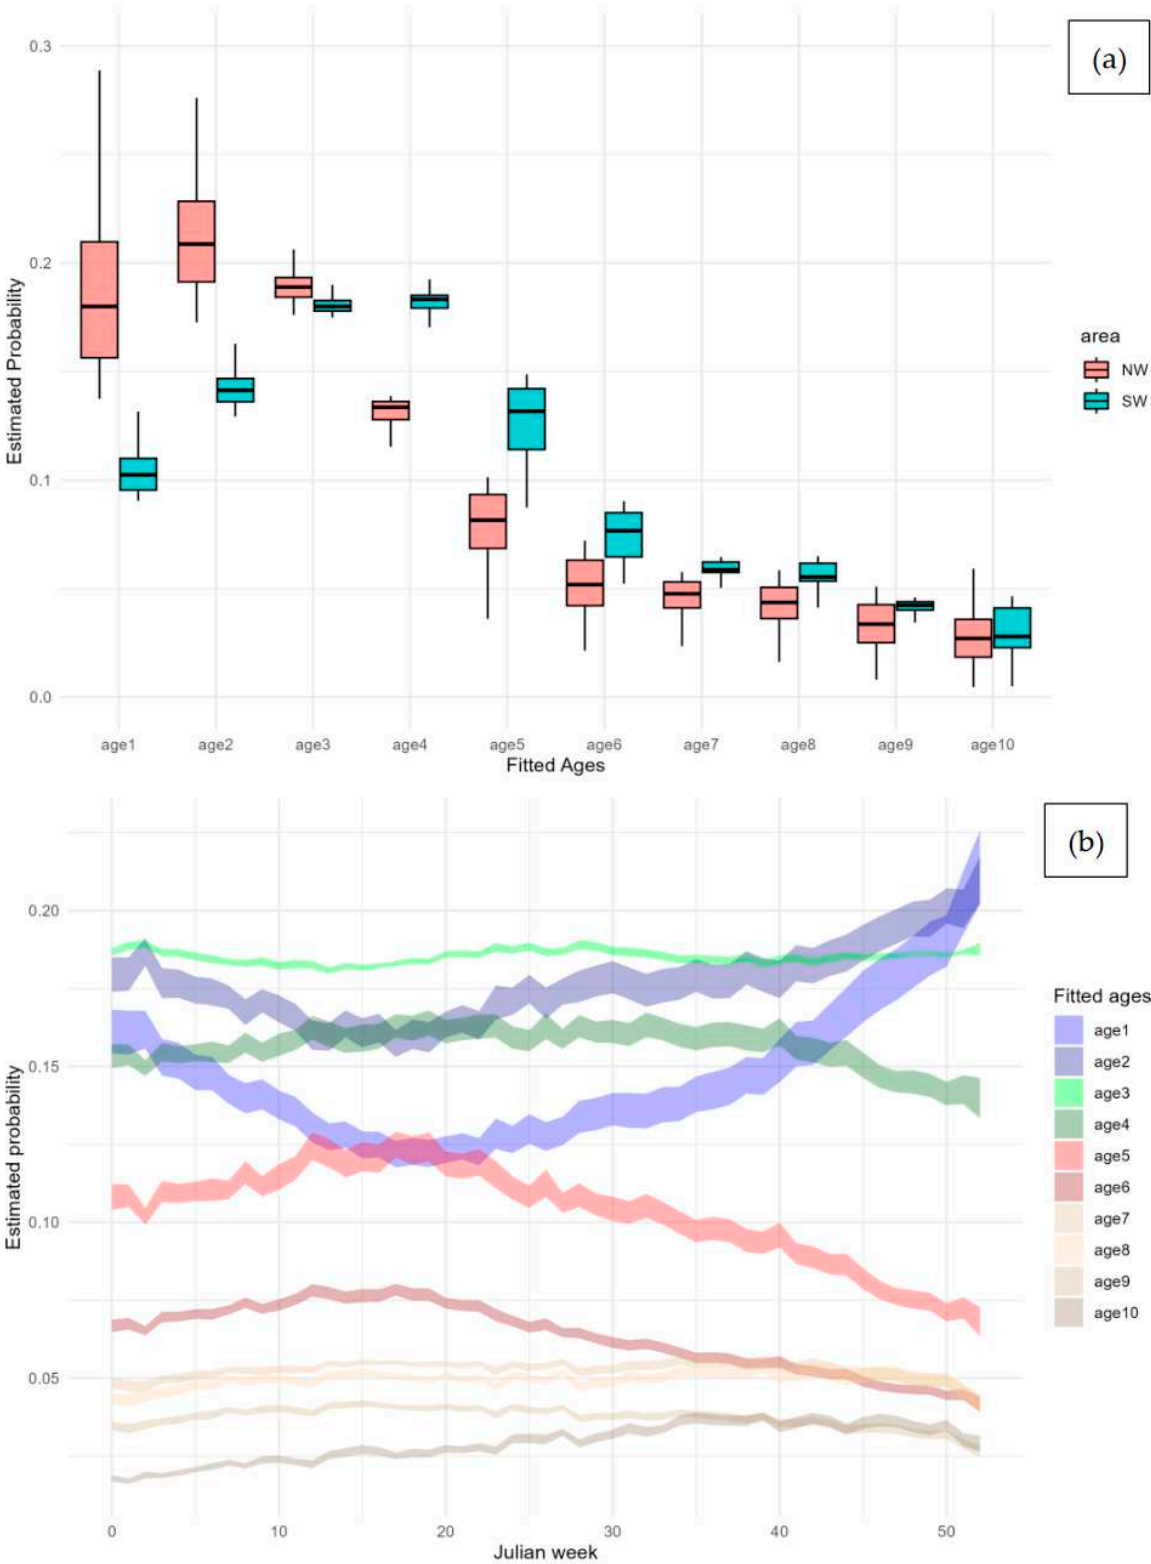 (a)
0.3
0.2
0.1
0.0
Estimated Probability
age1 age2 age3 age4 age5 age6 age7 age8 age9 age10
Fitted Ages
area
NW
SW
(b)
0.20
0.15
0.10
0.05
Estimated probability
0 10 20 30 40 50
Julian week
Fitted ages
age1
age2
age3
age4
age5
age6
age7
age8
age9
age10